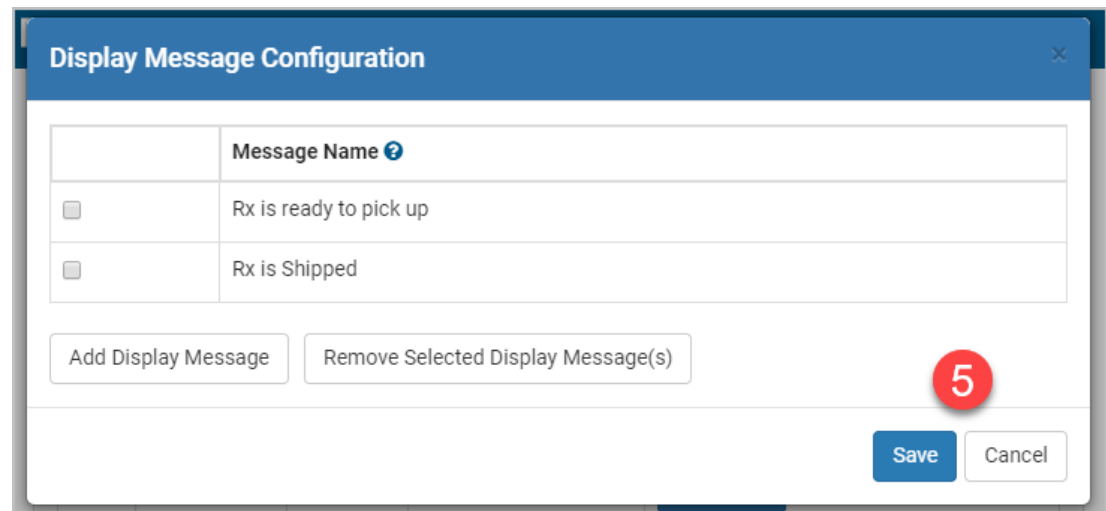 Display Message Configuration ×
Message Name ?
Rx is ready to pick up
Rx is Shipped
Add Display Message Remove Selected Display Message(s)
5
Save Cancel